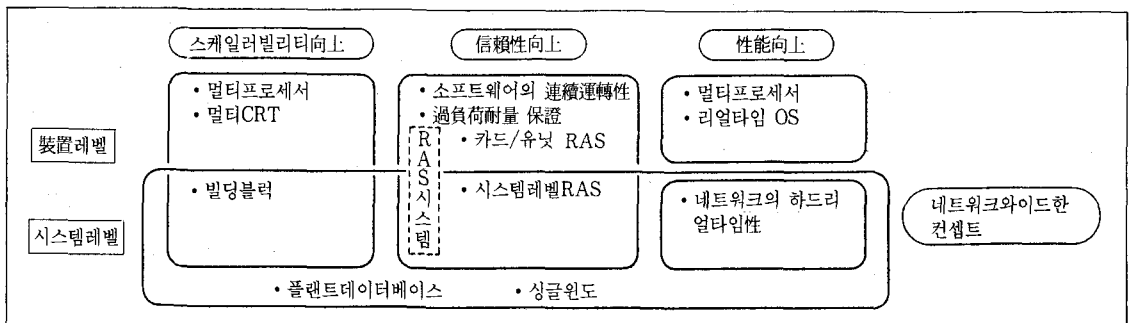 스케일러빌리티向上
信賴性向上
性能向上
裝置레벨
• 멀티프로세서
• 멀티CRT
• 소프트웨어의 連續運轉性
• 過負荷耐量 保證
• 카드/유닛 RAS
• 멀티프로세서
• 리얼타임 OS
RAS시스템
시스템레벨
• 빌딩블럭
• 시스템레벨RAS
• 네트워크의 하드리
얼타임性
네트워크와이드한
컨셉트
• 플랜트데이터베이스
• 싱글윈도